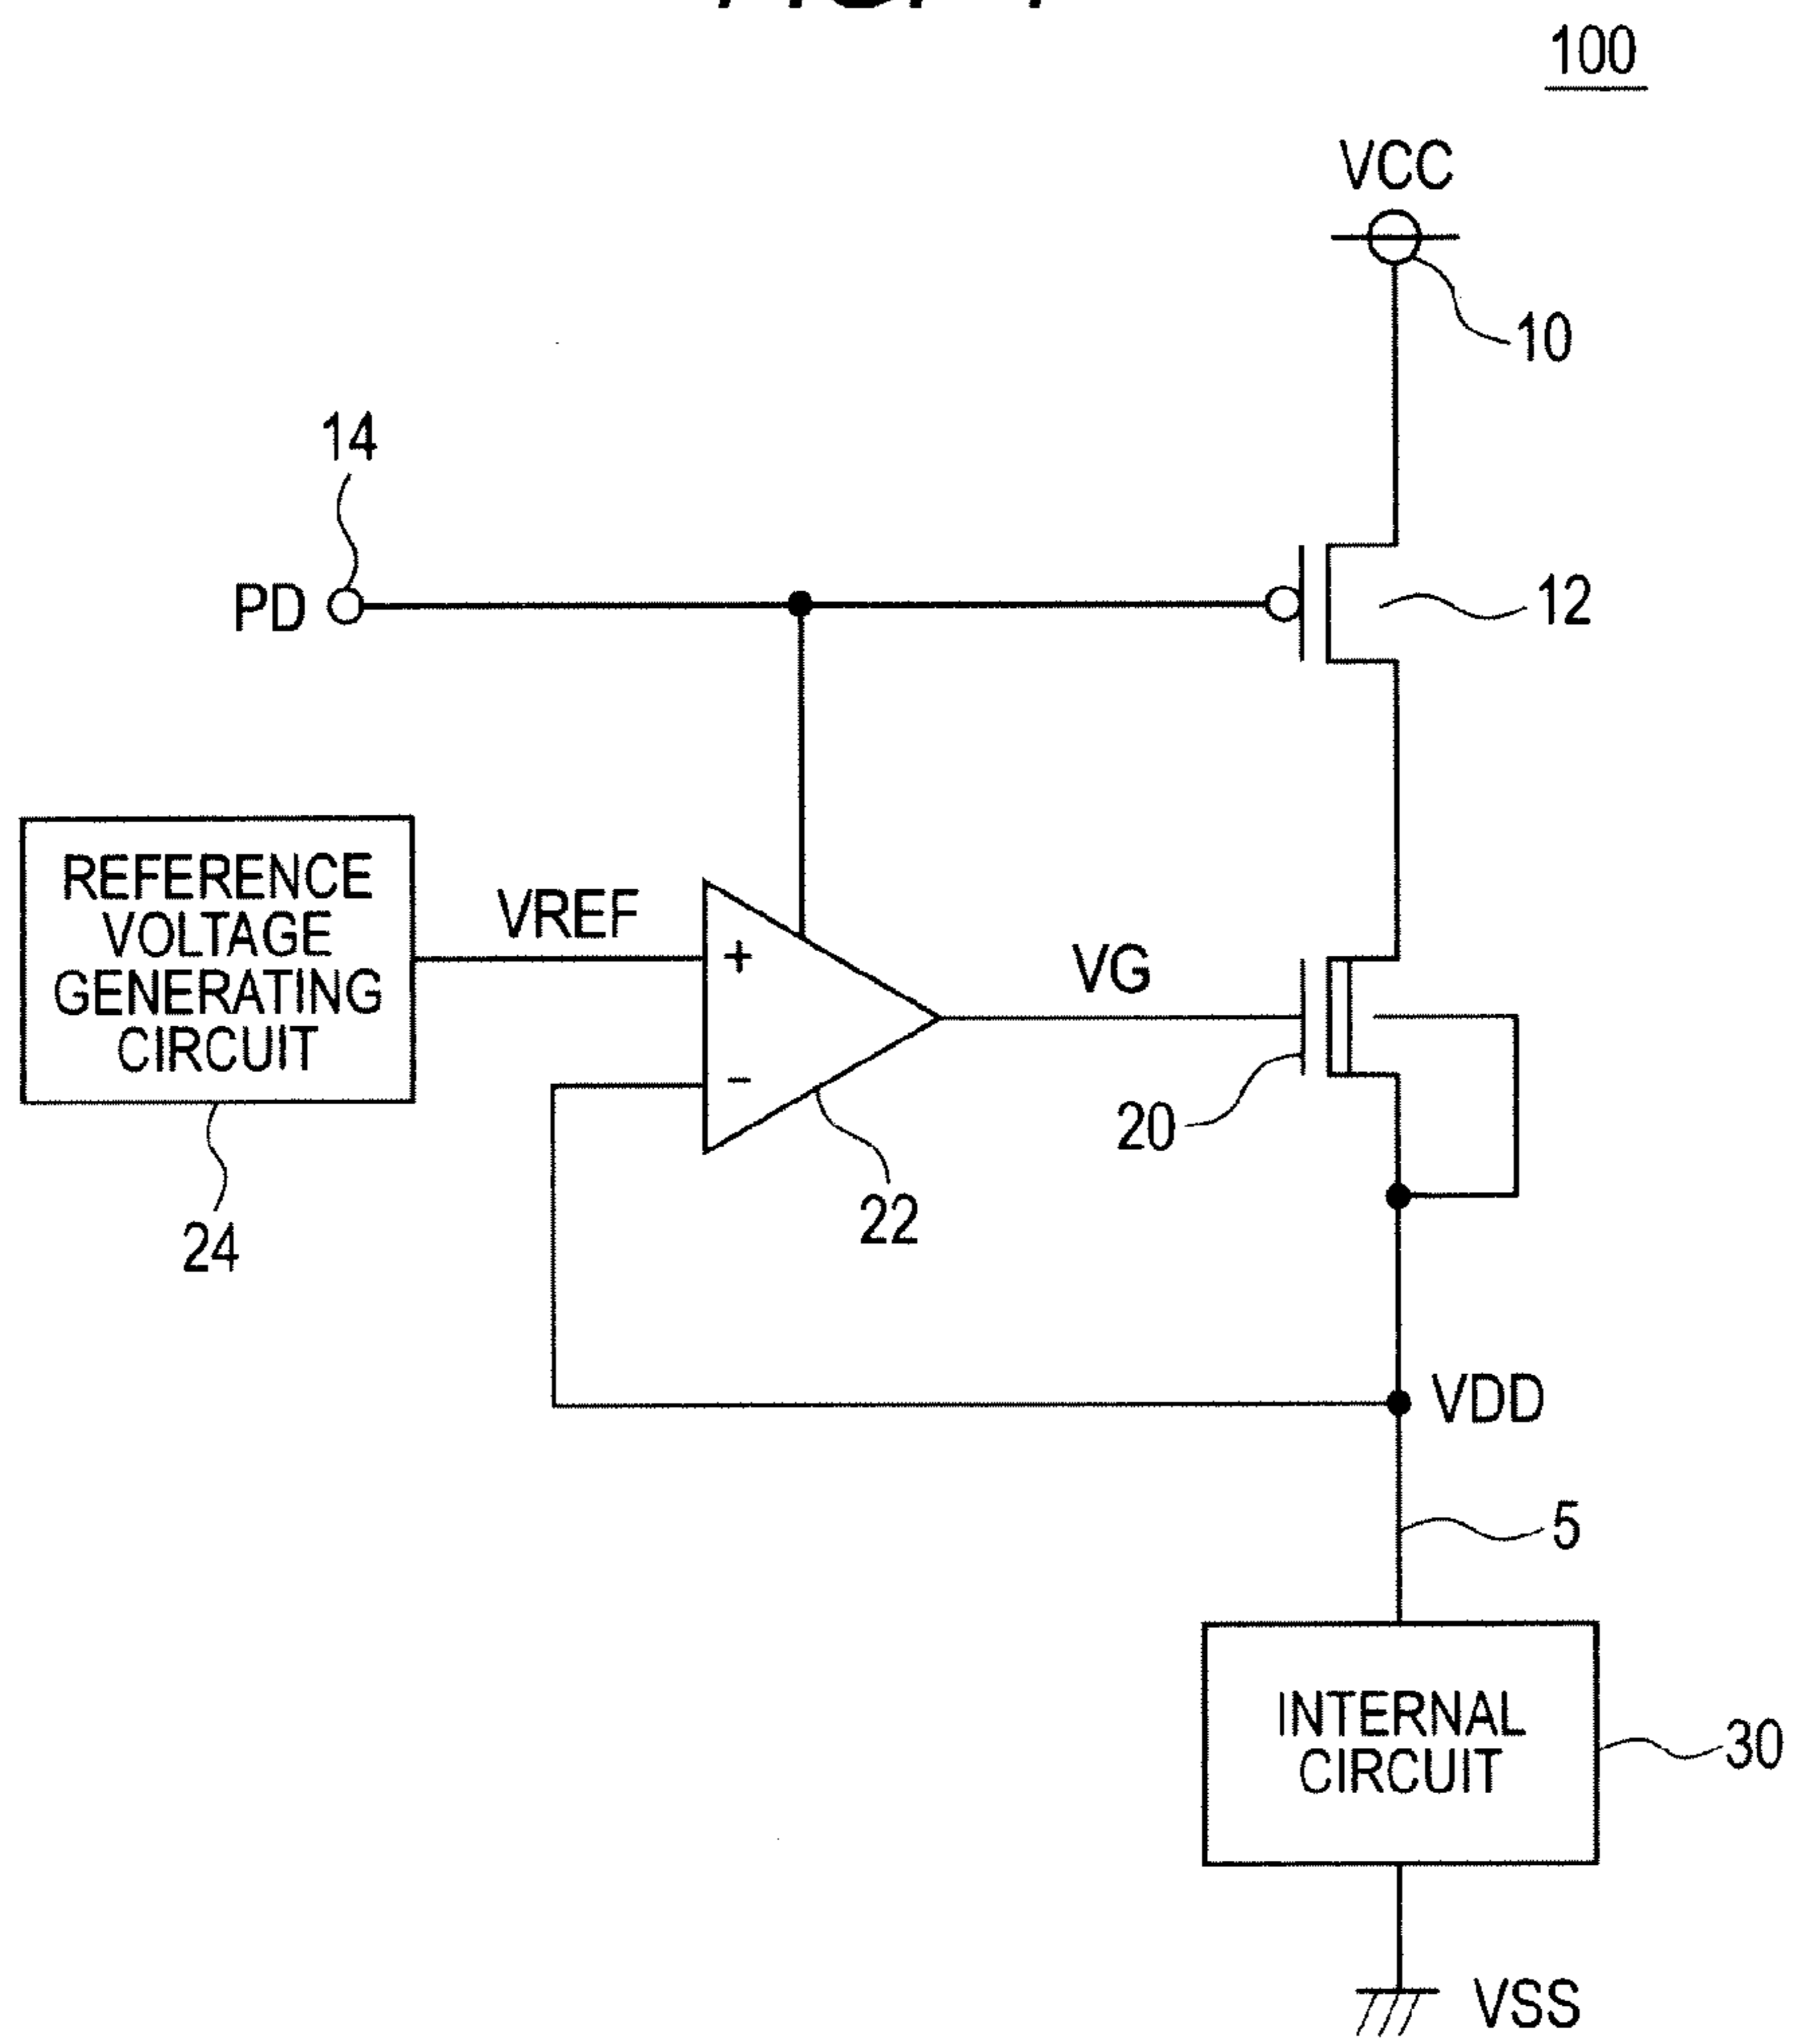 100
VCC
10
14
PD
12
REFERENCE
VOLTAGE
GENERATING
CIRCUIT
VREF
+
-
VG
20
22
24
VDD
5
INTERNAL
CIRCUIT
30
VSS